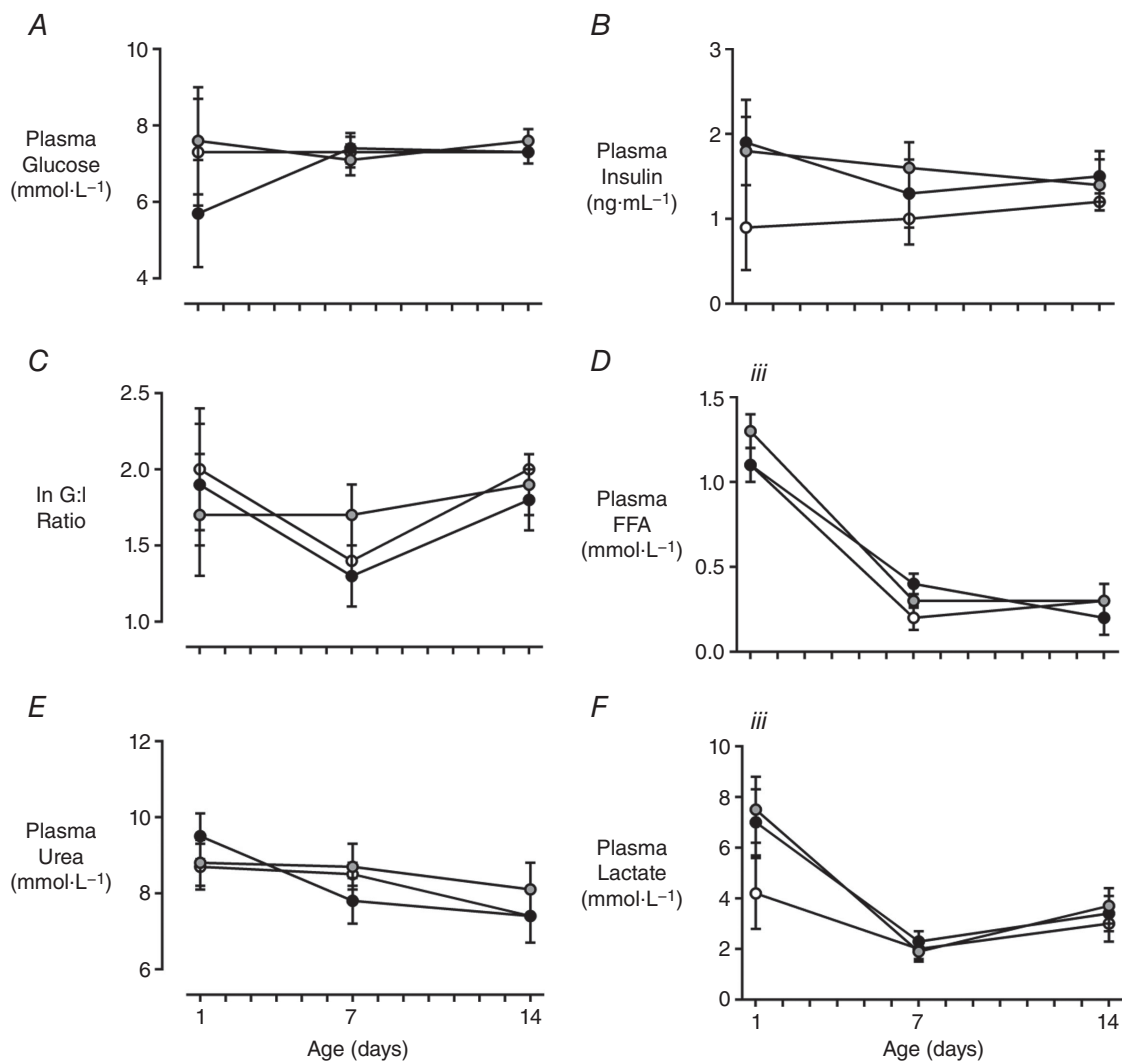 A
10
8
6
4
Plasma
Glucose
(mmol·L⁻¹)
B
3
2
1
0
Plasma
Insulin
(ng·mL⁻¹)
C
2.5
2.0
1.5
1.0
In G:I
Ratio
D
iii
1.5
1.0
0.5
0.0
Plasma
FFA
(mmol·L⁻¹)
E
12
10
8
6
Plasma
Urea
(mmol·L⁻¹)
1
7
14
Age (days)
F
iii
10
8
6
4
2
0
Plasma
Lactate
(mmol·L⁻¹)
1
7
14
Age (days)